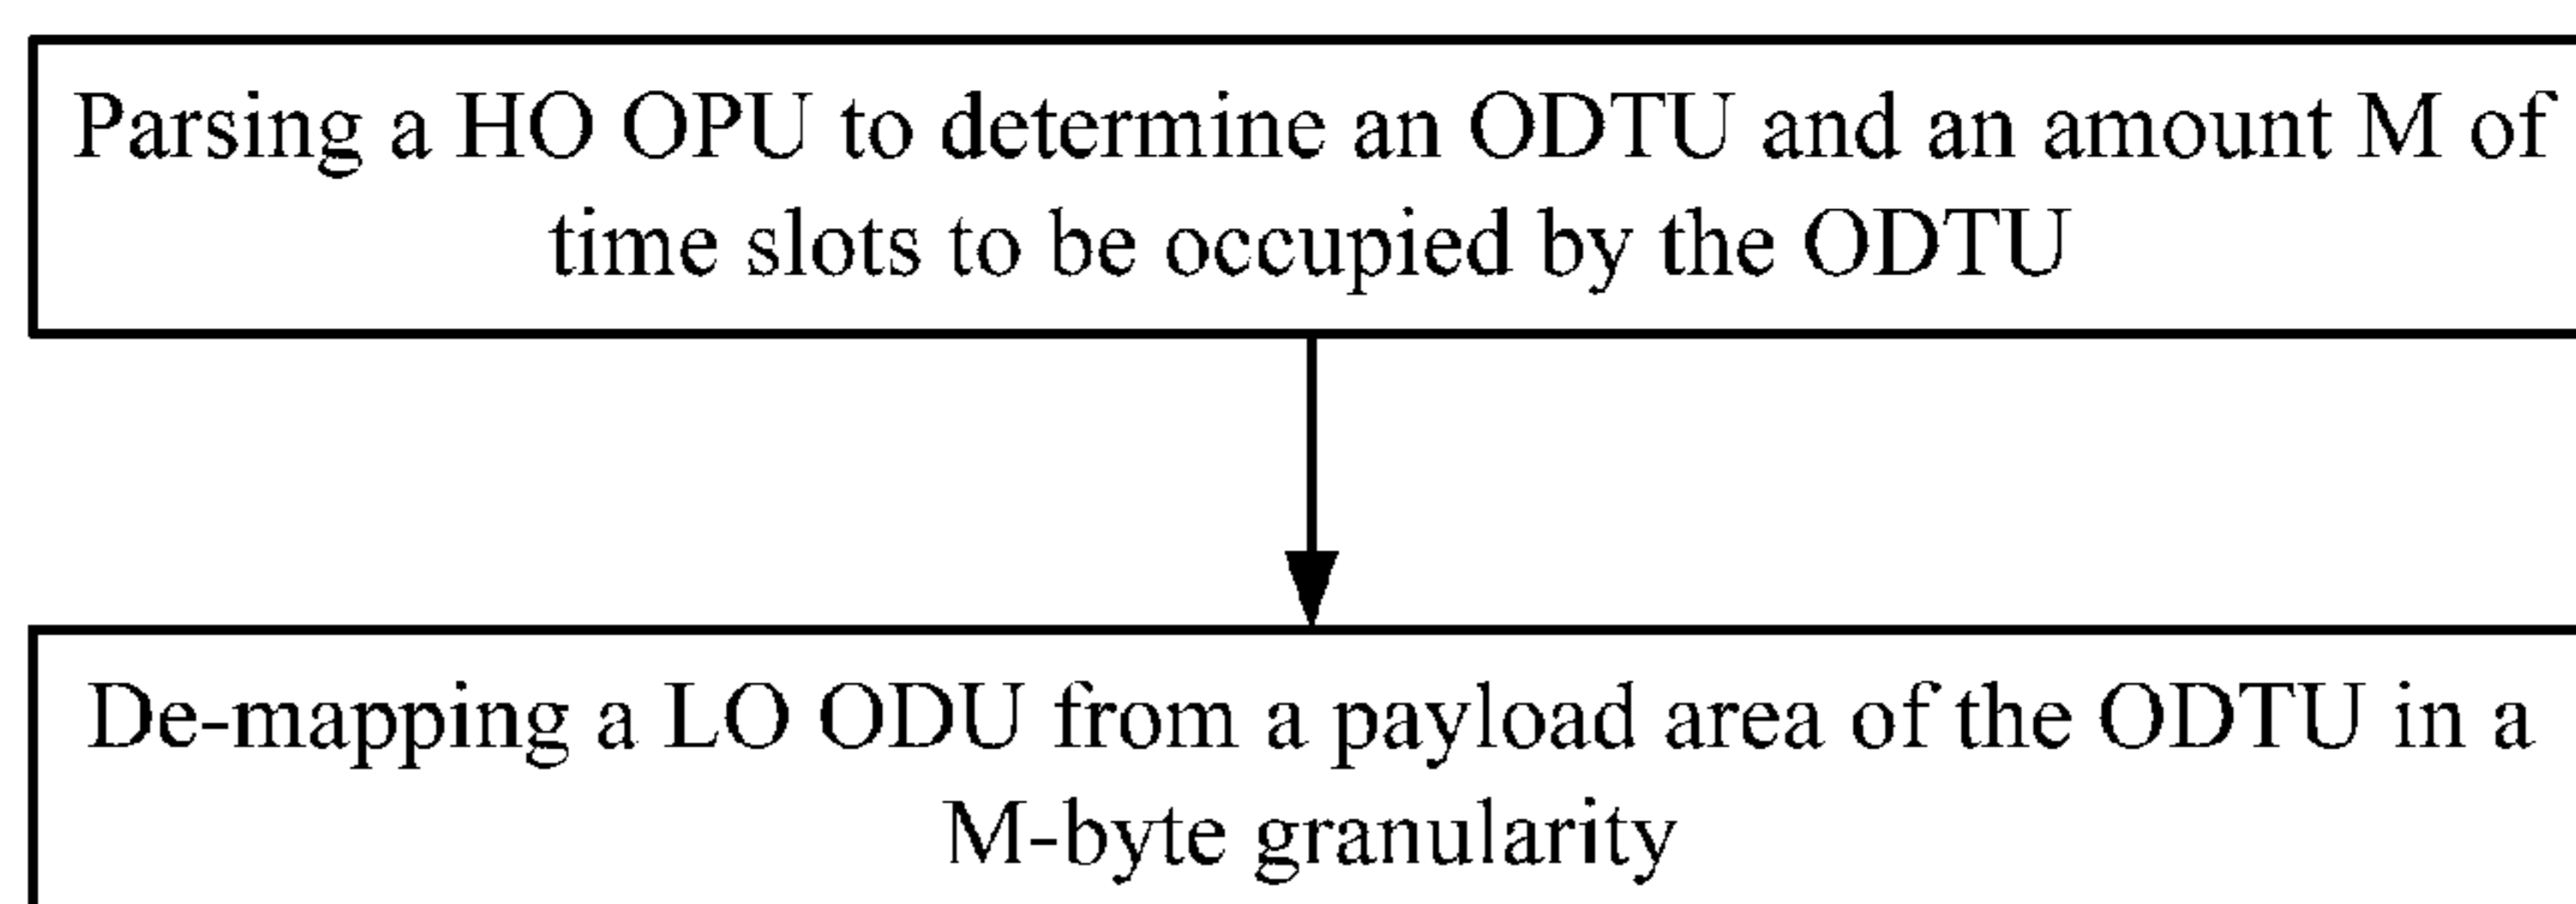 Parsing a HO OPU to determine an ODTU and an amount M of
time slots to be occupied by the ODTU
De-mapping a LO ODU from a payload area of the ODTU in a
M-byte granularity